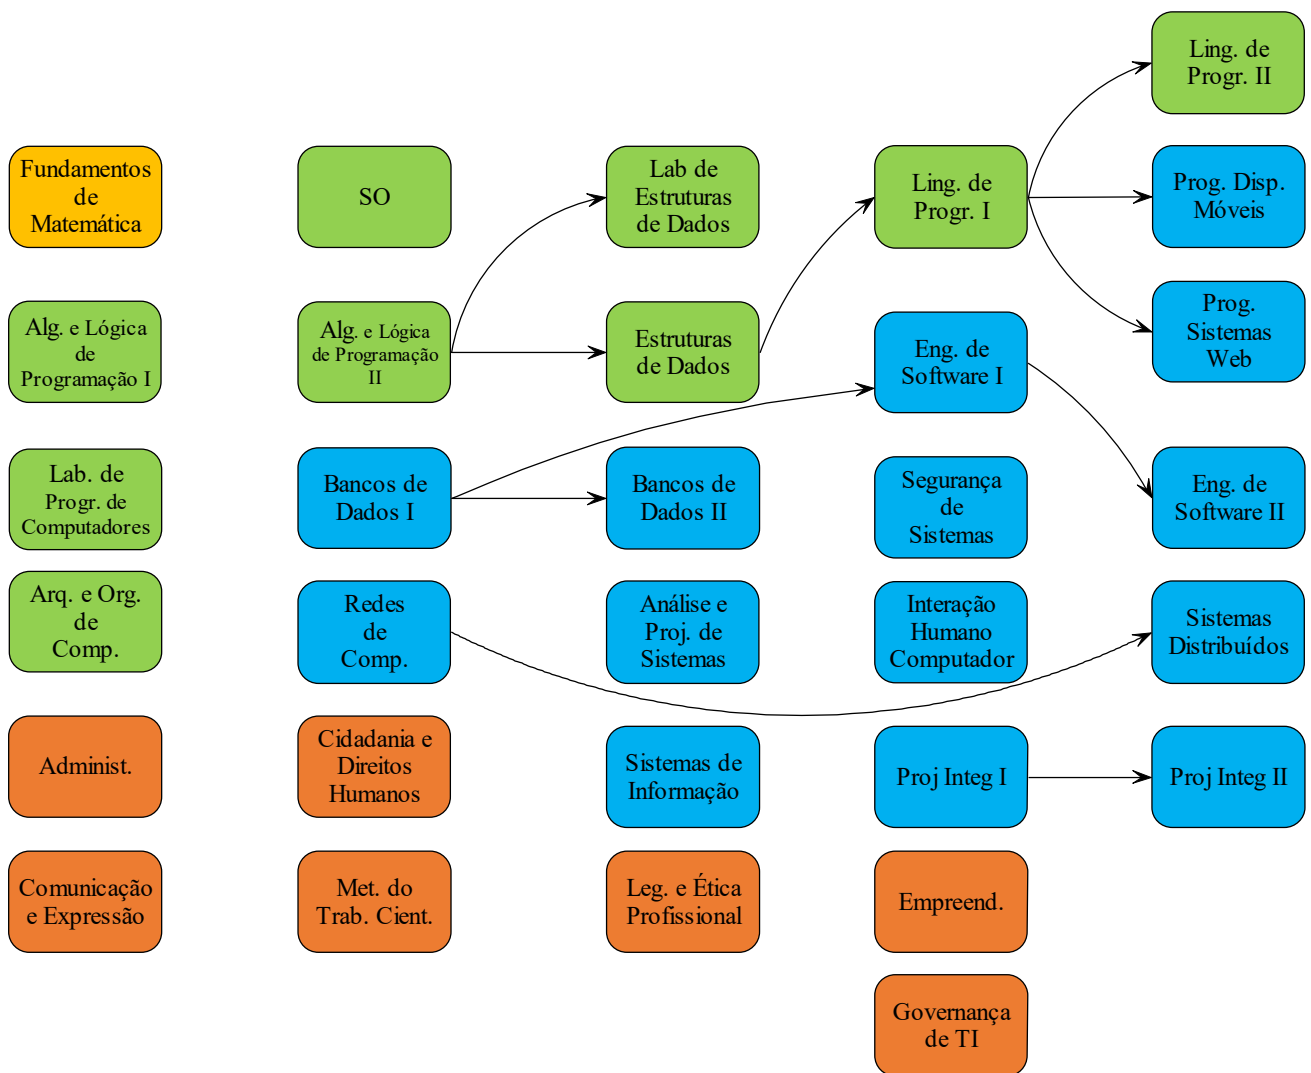 Ling. de
Progr. II
Fundamentos
de
Matemática
SO
Lab de
Estruturas
de Dados
Ling. de
Progr. I
Prog. Disp.
Móveis
Alg. e Lógica
de
Programação I
Alg. e Lógica
de Programação
II
Estruturas
de Dados
Eng. de
Software I
Prog.
Sistemas
Web
Lab. de
Progr. de
Computadores
Bancos de
Dados I
Bancos de
Dados II
Segurança
de
Sistemas
Eng. de
Software II
Arq. e Org.
de
Comp.
Redes
de
Comp.
Análise e
Proj. de
Sistemas
Interação
Humano
Computador
Sistemas
Distribuídos
Administ.
Cidadania e
Direitos
Humanos
Sistemas de
Informação
Proj Integ I
Proj Integ II
Comunicação
e Expressão
Met. do
Trab. Cient.
Leg. e Ética
Profissional
Empreend.
Governança
de TI